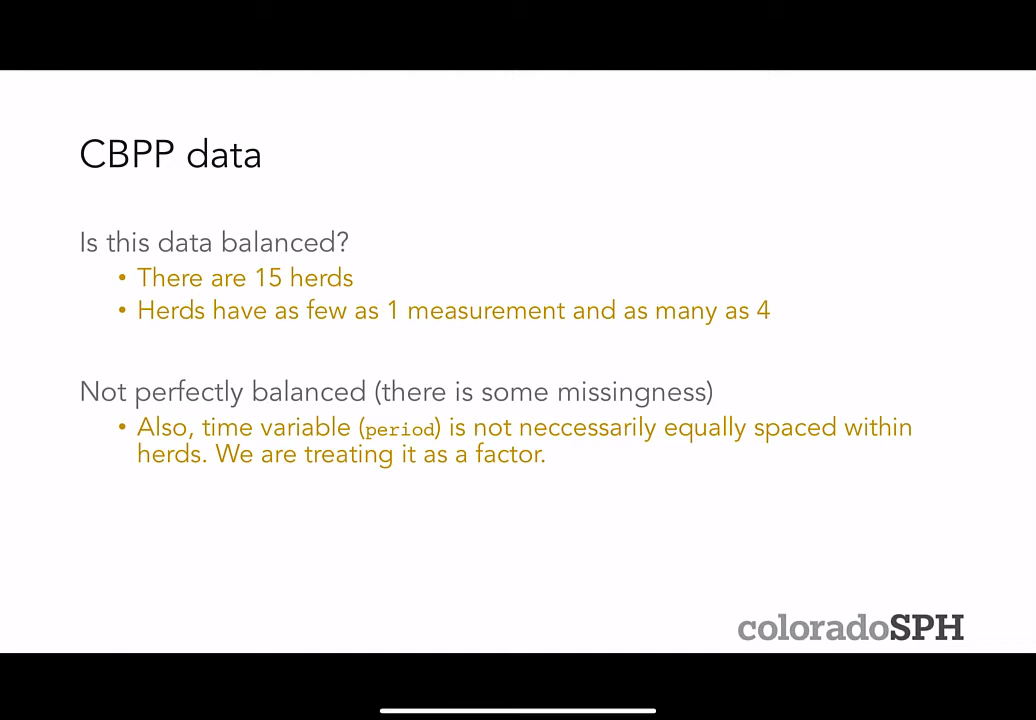 CBPP data
Is this data balanced?
• There are 15 herds
• Herds have as few as 1 measurement and as many as 4
Not perfectly balanced (there is some missingness)
• Also, time variable (period) is not neccessarily equally spaced within
herds. We are treating it as a factor.
coloradoSPH